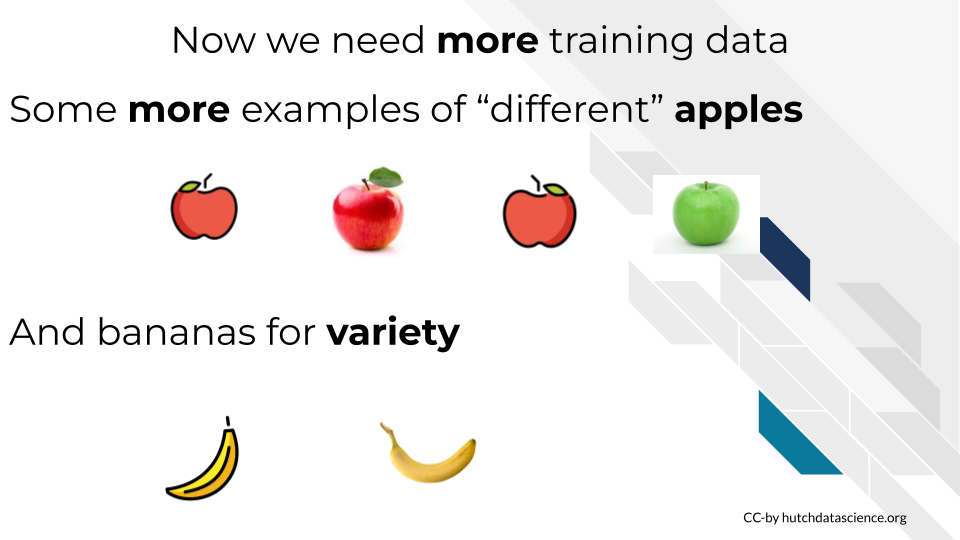 Now we need more training data
Some more examples of “different” apples
And bananas for variety
CC-by hutchdatascience.org